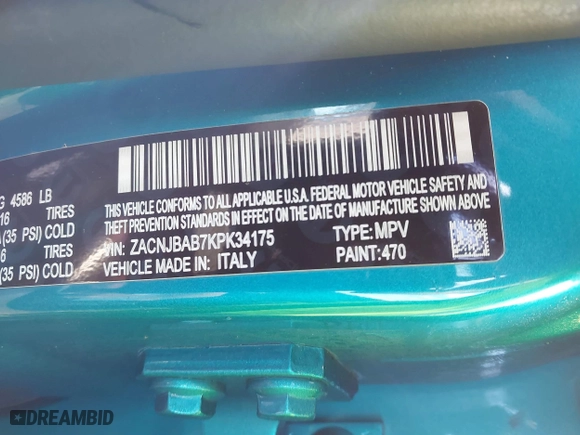 G 4586 LB
16 TIRES
(35 PSI) COLD
6 TIRES
(35 PSI) COLD
THIS VEHICLE CONFORMS TO ALL APPLICABLE U.S.A. FEDERAL MOTOR VEHICLE SAFETY AND
THEFT PREVENTION STANDARDS IN EFFECT ON THE DATE OF MANUFACTURE SHOWN ABOVE.
VIN: ZACNJBAB7KPK34175 TYPE: MPV
VEHICLE MADE IN: ITALY PAINT: 470
DREAMBID